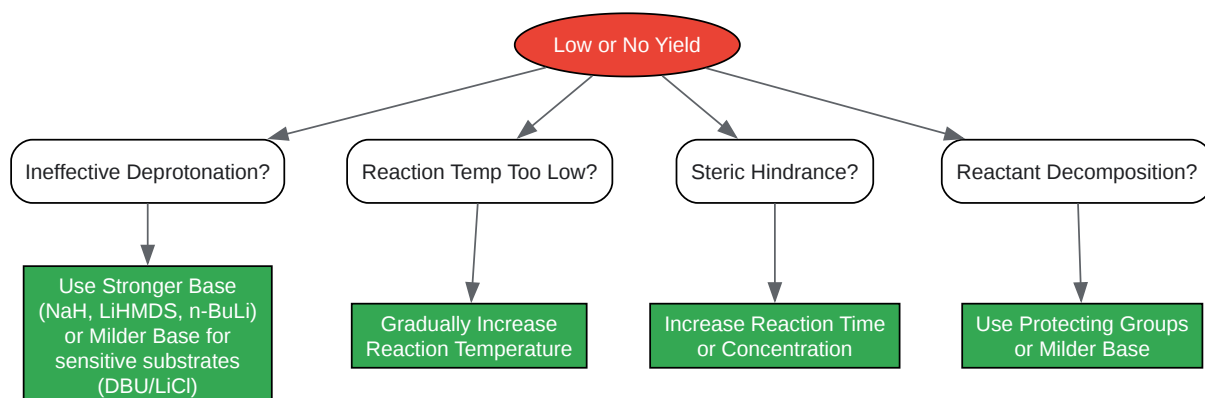 Low or No Yield
Ineffective Deprotonation?
Reaction Temp Too Low?
Steric Hindrance?
Reactant Decomposition?
Use Stronger Base
(NaH, LiHMDS, n-BuLi)
or Milder Base for
sensitive substrates
(DBU/LiCl)
Gradually Increase
Reaction Temperature
Increase Reaction Time
or Concentration
Use Protecting Groups
or Milder Base